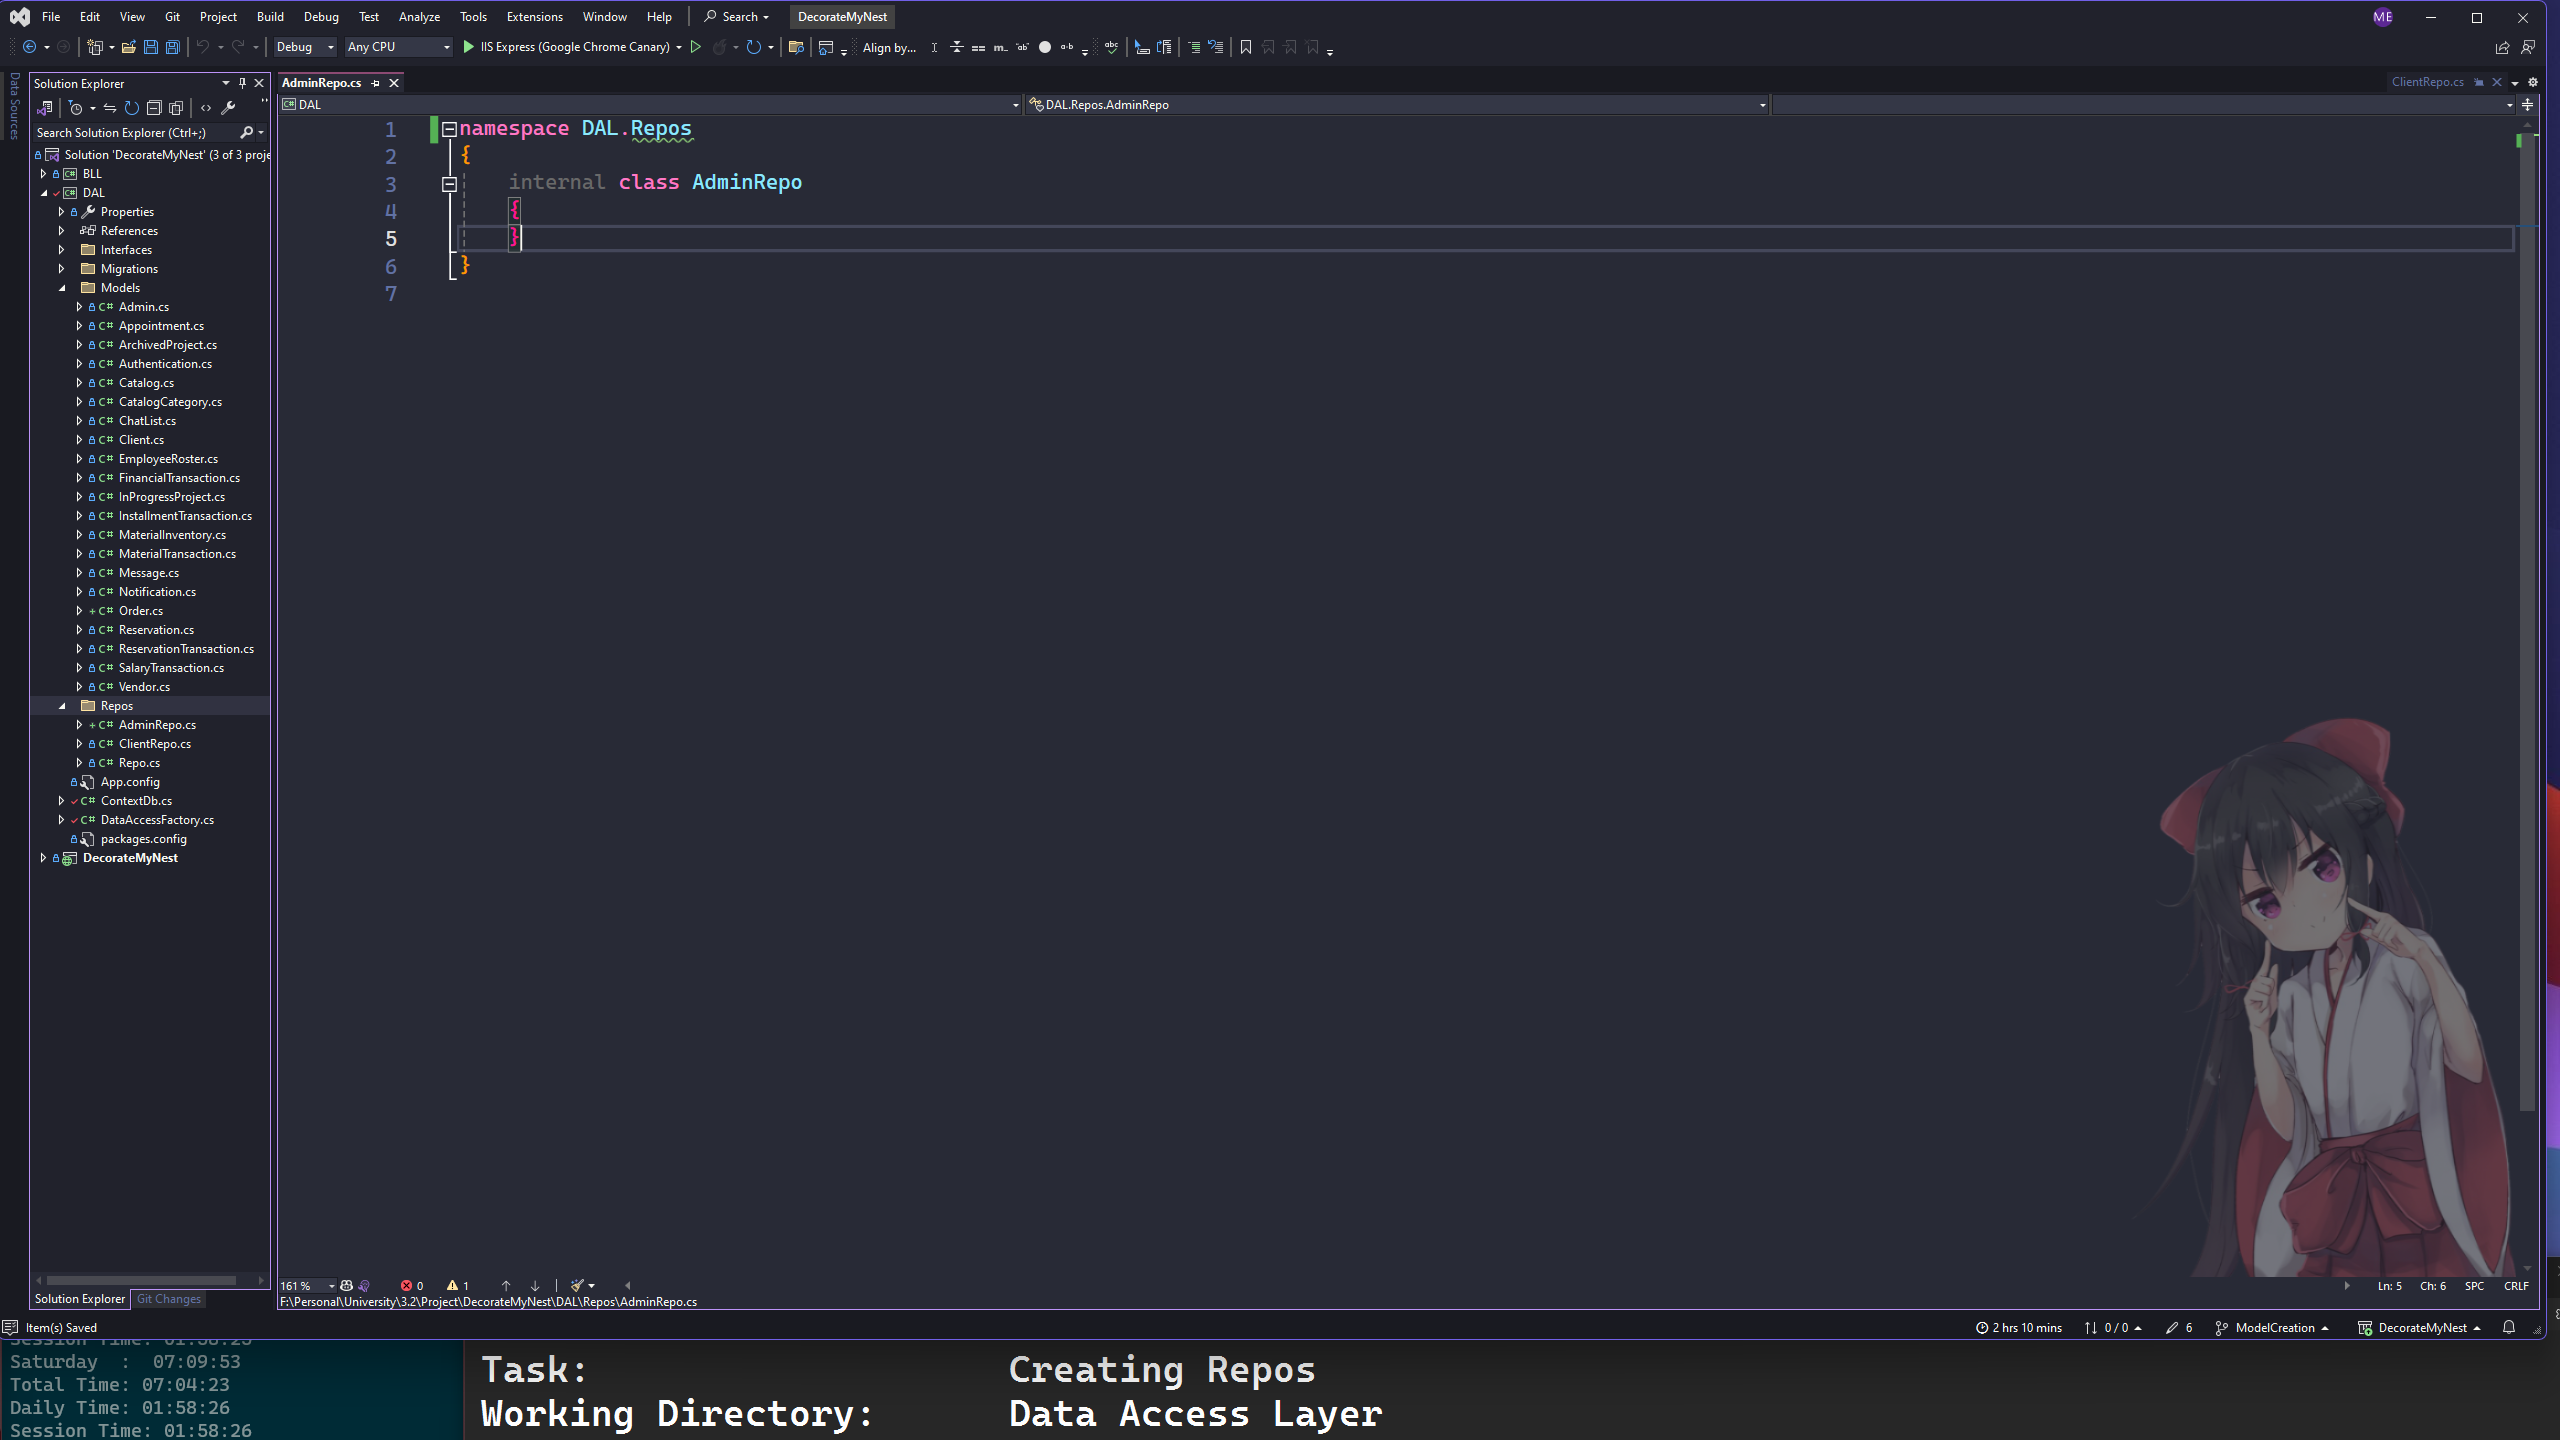 File Edit View Git Project Build Debug Test Analyze Tools Extensions Window Help Search DecorateMyNest ME
Debug Any CPU IIS Express (Google Chrome Canary) Align by...
Data Sources
Solution Explorer
Search Solution Explorer (Ctrl+;)
Solution 'DecorateMyNest' (3 of 3 proje
BLL
DAL
Properties
References
Interfaces
Migrations
Models
C# Admin.cs
C# Appointment.cs
C# ArchivedProject.cs
C# Authentication.cs
C# Catalog.cs
C# CatalogCategory.cs
C# ChatList.cs
C# Client.cs
C# EmployeeRoster.cs
C# FinancialTransaction.cs
C# InProgressProject.cs
C# InstallmentTransaction.cs
C# MaterialInventory.cs
C# MaterialTransaction.cs
C# Message.cs
C# Notification.cs
+ C# Order.cs
C# Reservation.cs
C# ReservationTransaction.cs
C# SalaryTransaction.cs
C# Vendor.cs
Repos
+ C# AdminRepo.cs
C# ClientRepo.cs
C# Repo.cs
App.config
C# ContextDb.cs
C# DataAccessFactory.cs
packages.config
DecorateMyNest
Solution Explorer Git Changes
AdminRepo.cs ClientRepo.cs
DAL DAL.Repos.AdminRepo
1 namespace DAL.Repos
2 {
3 internal class AdminRepo
4 {
5 }
6 }
7
161 % 0 1 Ln: 5 Ch: 6 SPC CRLF
F:\Personal\University\3.2\Project\DecorateMyNest\DAL\Repos\AdminRepo.cs
Item(s) Saved 2 hrs 10 mins 0 / 0 6 ModelCreation DecorateMyNest
Session Time: 01:58:25
Saturday : 07:09:53
Total Time: 07:04:23
Daily Time: 01:58:26
Session Time: 01:58:26
Task: Creating Repos
Working Directory: Data Access Layer